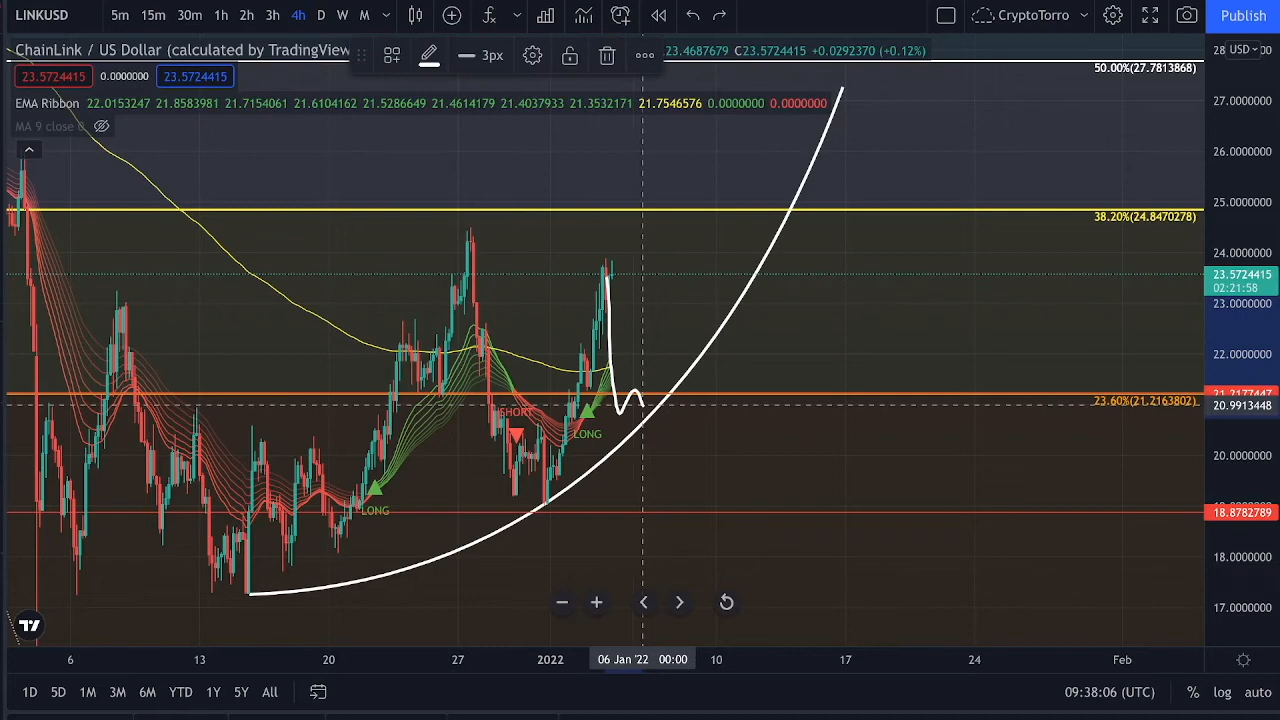 LINKUSD 5m 15m 30m 1h 2h 3h 4h D W M CryptoTorro Publish
ChainLink / US Dollar (calculated by TradingView 3px 23.4687679 C23.5724415 +0.0292370 (+0.12%) USD
50.00%(27.7813868)
23.5724415 0.0000000 23.5724415
EMA Ribbon 22.0153247 21.8583981 21.7154061 21.6104162 21.5286649 21.4614179 21.4037933 21.3532171 21.7546576 0.0000000 0.0000000
27.0000000
MA 9 close 0
26.0000000
25.0000000
38.20%(24.8470278)
24.0000000
23.5724415
02:21:58
23.0000000
22.0000000
21.2177447
23.60%(21.2163802)
20.9913448
SHORT
LONG
20.0000000
LONG
18.8782789
18.0000000
17.0000000
6 13 20 27 2022 06 Jan '22 00:00 10 17 24 Feb
1D 5D 1M 3M 6M YTD 1Y 5Y All 09:38:06 (UTC) % log auto